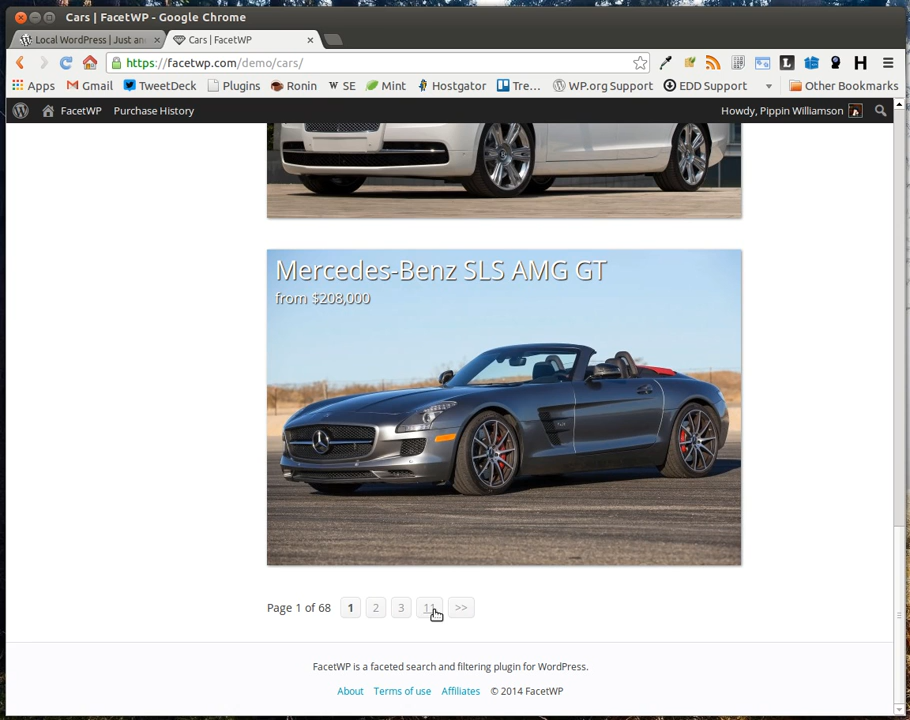 Cars | FacetWP - Google Chrome
Local WordPress | Just an
Cars | FacetWP
https://facetwp.com/demo/cars/
Apps Gmail TweetDeck Plugins Ronin W SE Mint Hostgator Tre... WP.org Support EDD Support Other Bookmarks
FacetWP Purchase History Howdy, Pippin Williamson
Mercedes-Benz SLS AMG GT
from $208,000
Page 1 of 68 1 2 3 11 >>
FacetWP is a faceted search and filtering plugin for WordPress.
About Terms of use Affiliates © 2014 FacetWP